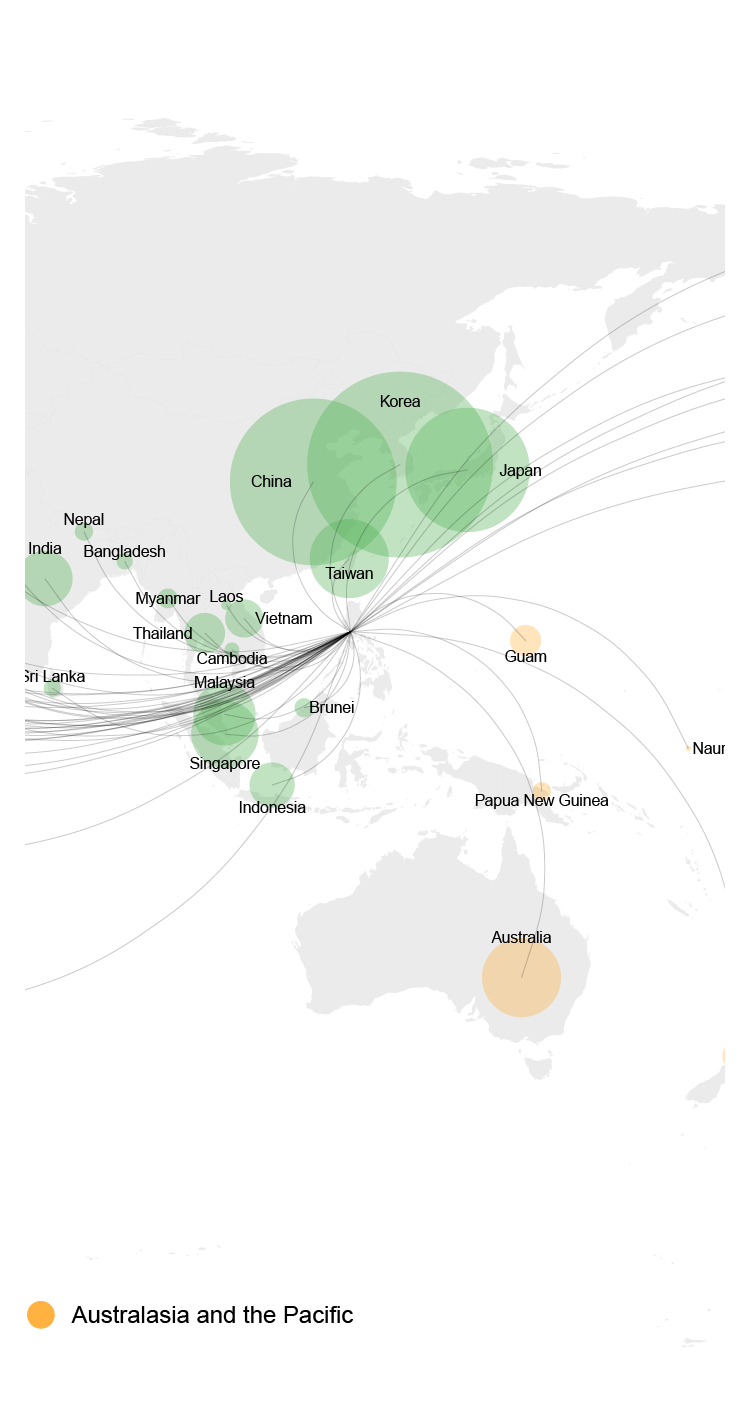 Korea
China
Japan
Nepal
India
Bangladesh
Taiwan
Myanmar
Laos
Vietnam
Thailand
Cambodia
Guam
Sri Lanka
Malaysia
Brunei
Naur
Singapore
Papua New Guinea
Indonesia
Australia
Australasia and the Pacific